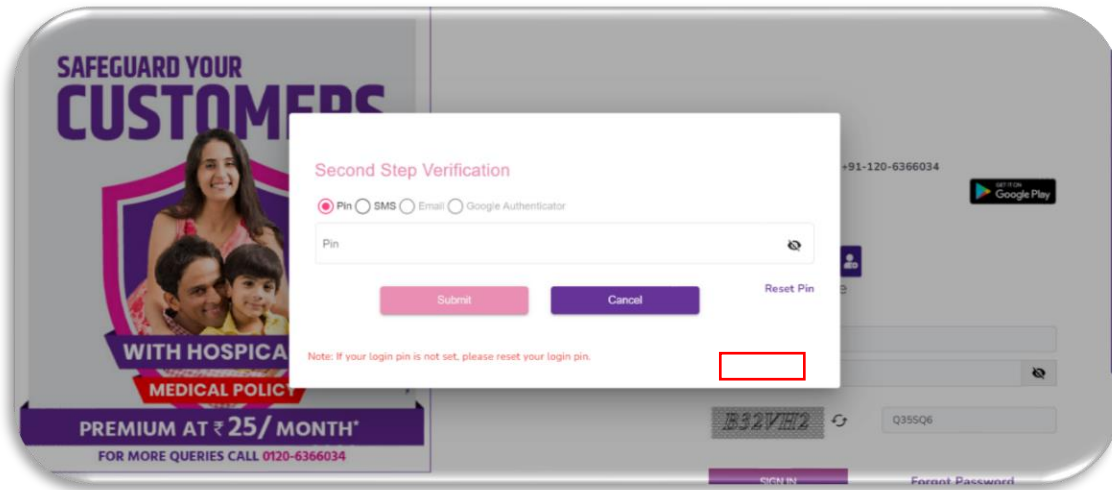 SAFEGUARD YOUR
CUSTOMERS
WITH HOSPICA
MEDICAL POLICY
PREMIUM AT ₹ 25/ MONTH*
FOR MORE QUERIES CALL 0120-6366034
+91-120-6366034
GET IT ON
Google Play
Second Step Verification
Pin SMS Email Google Authenticator
Pin
Submit Cancel Reset Pin
Note: If your login pin is not set, please reset your login pin.
B32VH2 Q355Q6
SIGN IN Forgot Password